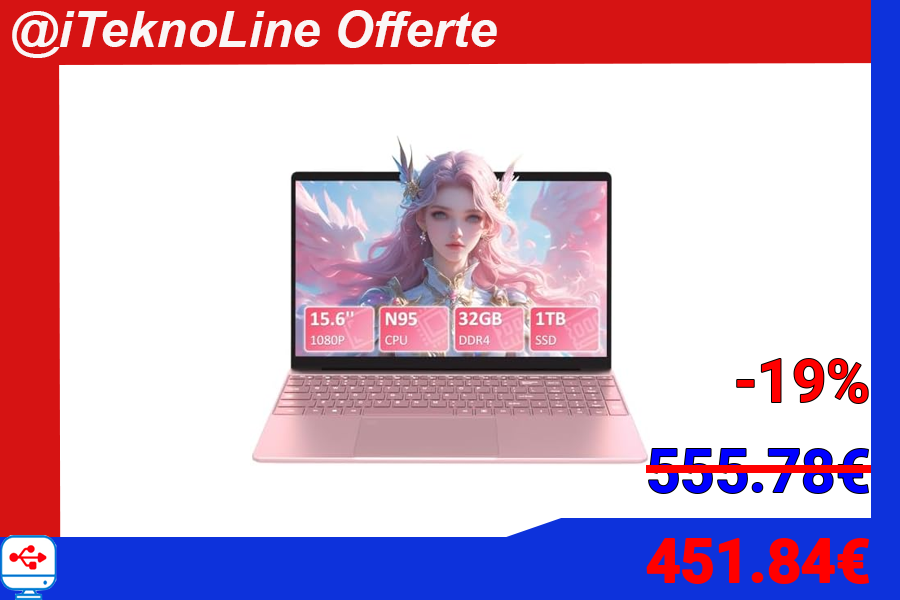 @iTeknoLine Offerte
15.6" N95 32GB 1TB
1080P CPU DDR4 SSD
-19%
555.78€
451.84€